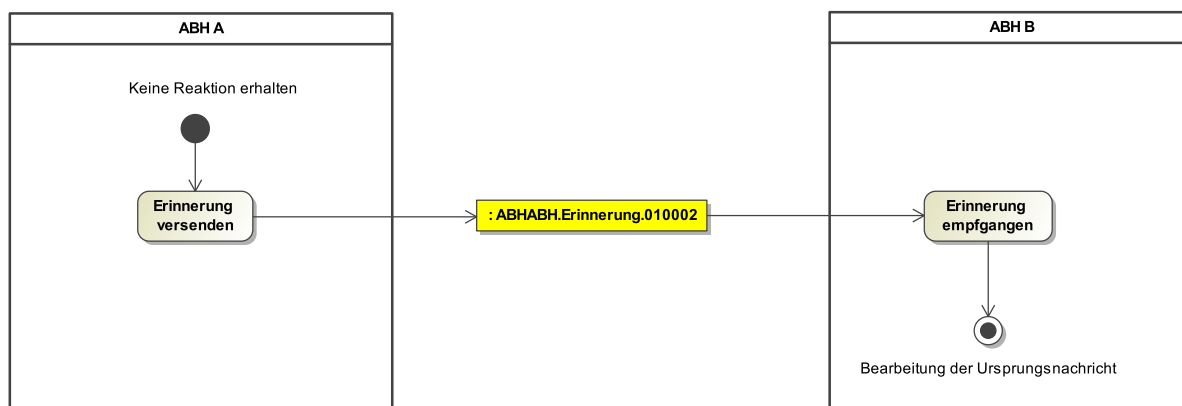 ABH A
ABH B
Keine Reaktion erhalten
Erinnerung
versenden
: ABHABH.Erinnerung.010002
Erinnerung
empfgangen
Bearbeitung der Ursprungsnachricht